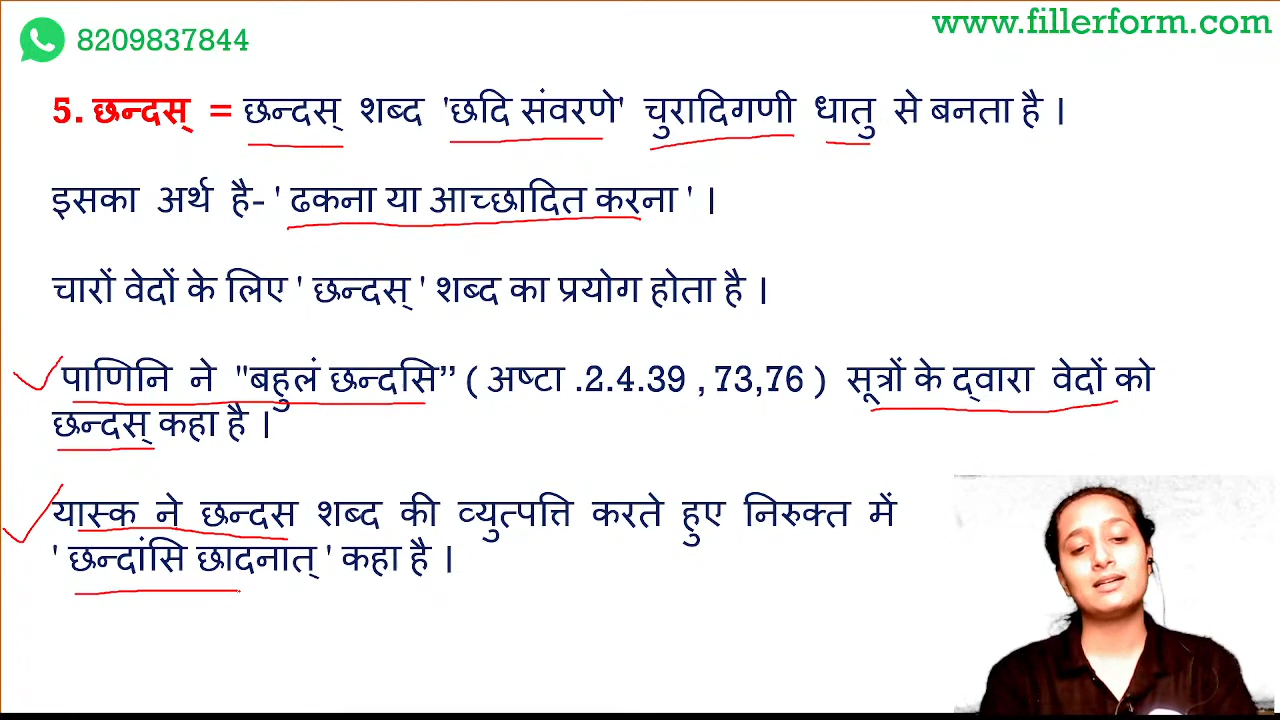 8209837844
www.fillerform.com
5. छन्दस् = छन्दस् शब्द 'छदि संवरणे' चुरादिगणी धातु से बनता है ।
इसका अर्थ है- ' ढकना या आच्छादित करना ' ।
चारों वेदों के लिए ' छन्दस् ' शब्द का प्रयोग होता है ।
पाणिनि ने "बहुलं छन्दसि” ( अष्टा .2.4.39 , 73,76 ) सूत्रों के द्वारा वेदों को
छन्दस् कहा है ।
यास्क ने छन्दस शब्द की व्युत्पत्ति करते हुए निरुक्त में
' छन्दांसि छादनात् ' कहा है ।